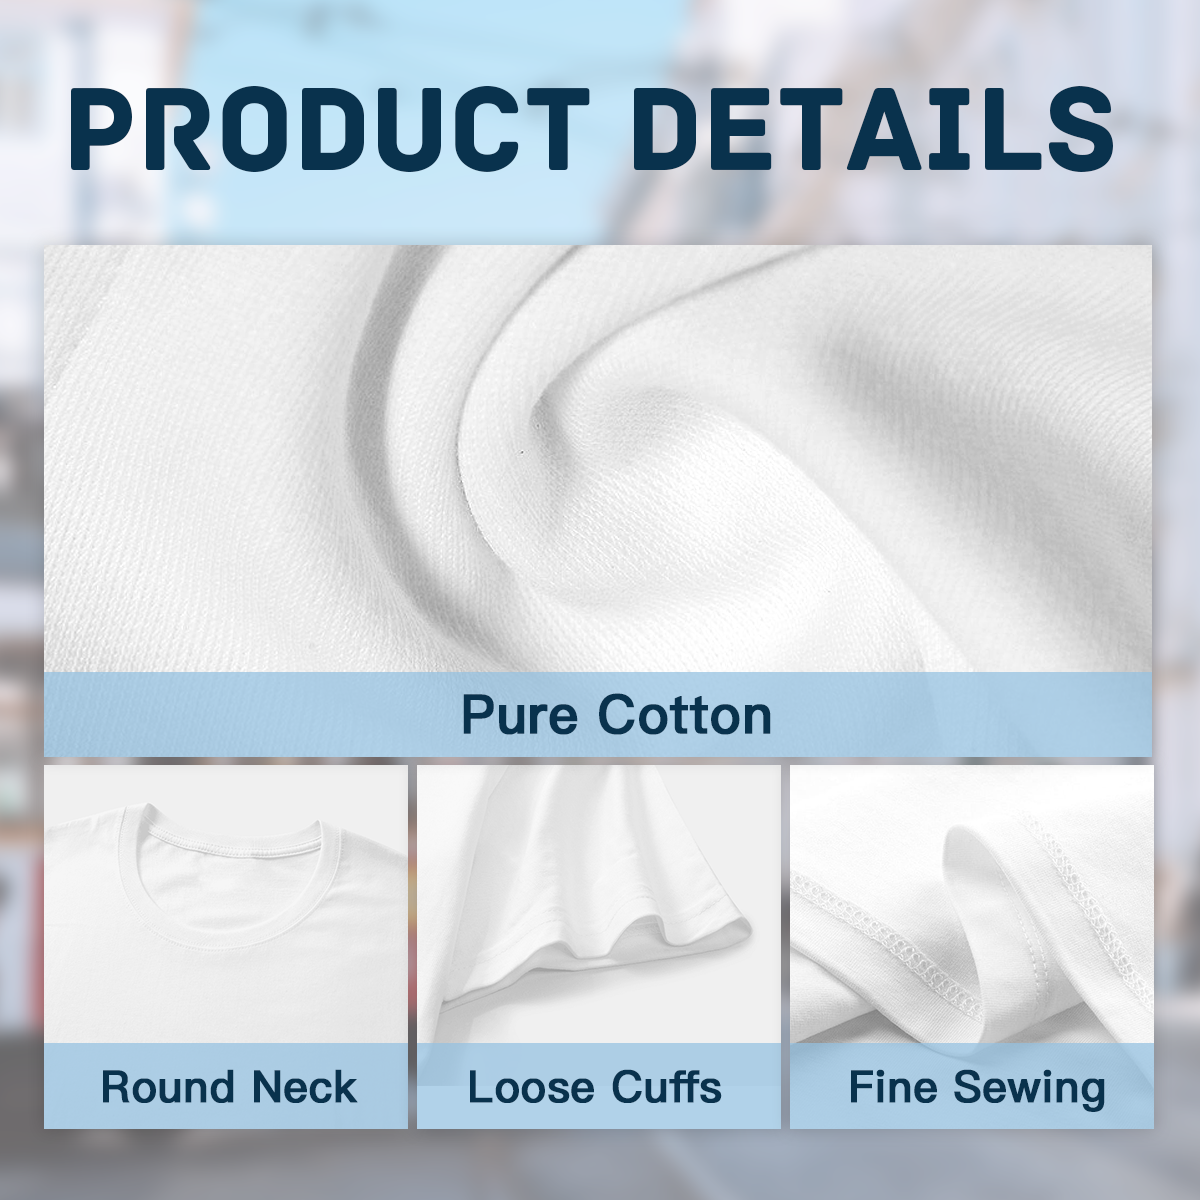 PRODUCT DETAILS
Pure Cotton
Round Neck
Loose Cuffs
Fine Sewing